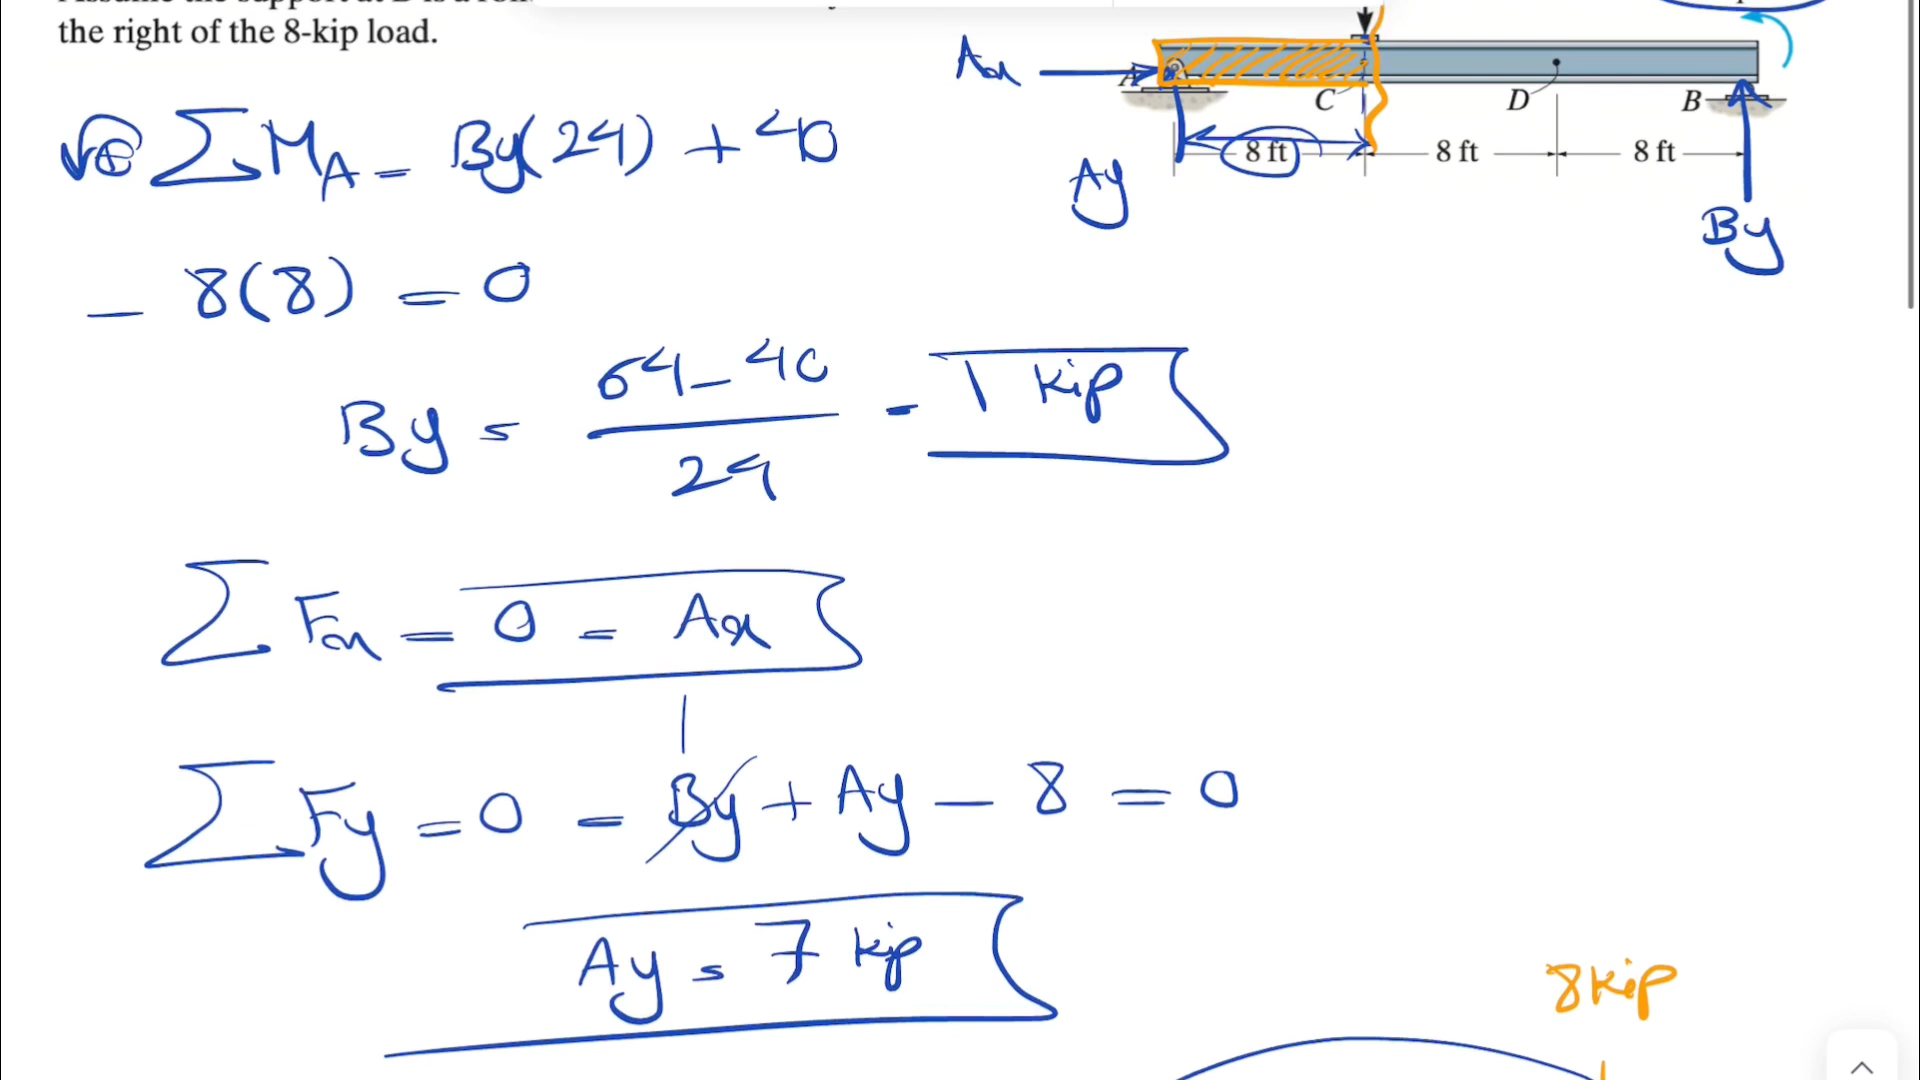 the right of the 8-kip load.
Ax
A
C
D
B
8 ft
8 ft
8 ft
Ay
By
ΣMA = By(24) + 40
- 8(8) = 0
By = 64-40 / 24 = 1 kip
ΣFx = 0 = Ax
1
ΣFy = 0 = By + Ay - 8 = 0
Ay = 7 kip
8kip